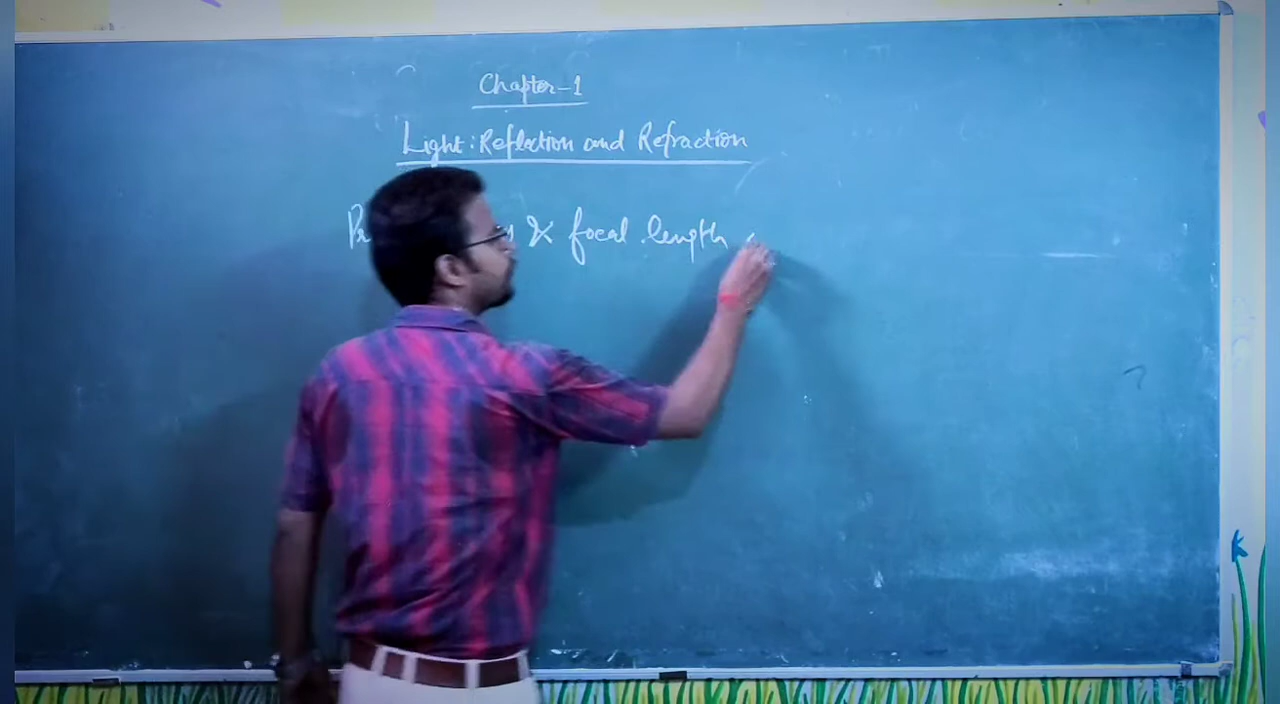 Chapter-1
Light: Reflection and Refraction
& focal length